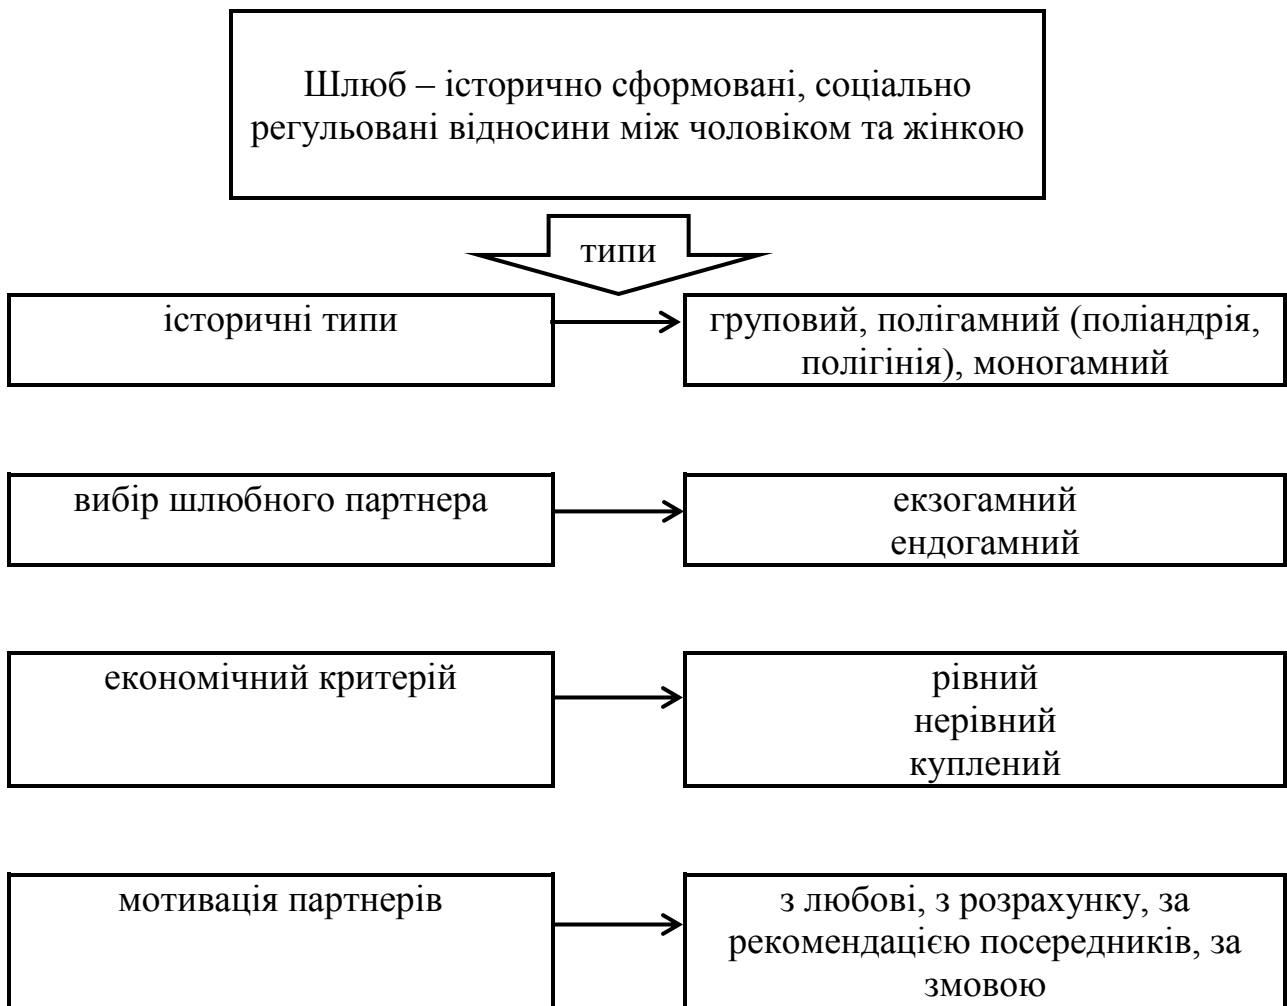 Шлюб – історично сформовані, соціально
регульовані відносини між чоловіком та жінкою
типи
історичні типи
груповий, полігамний (поліандрія,
полігінія), моногамний
вибір шлюбного партнера
екзогамний
ендогамний
економічний критерій
рівний
нерівний
куплений
мотивація партнерів
з любові, з розрахунку, за
рекомендацією посередників, за
змовою